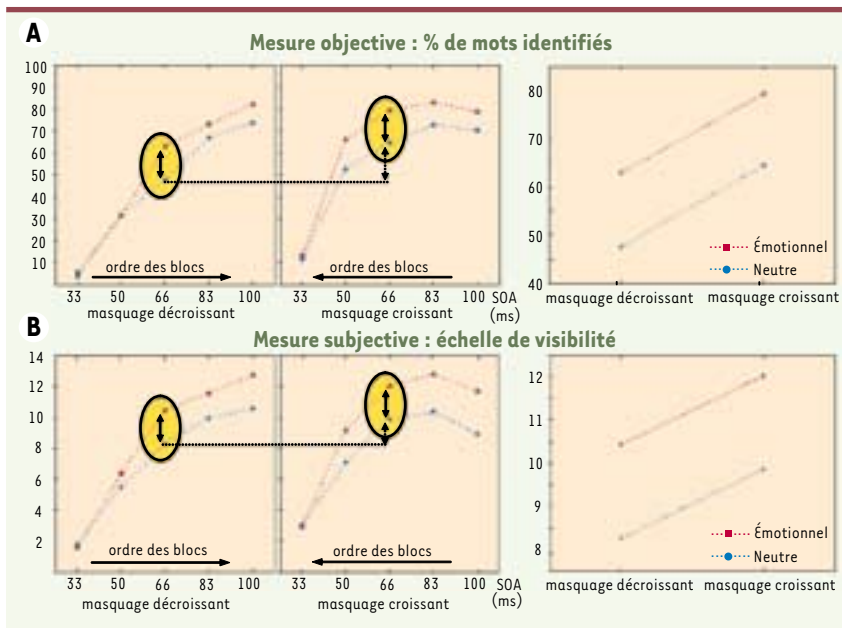 A
Mesure objective : % de mots identifiés
100
90
80
70
60
50
40
30
20
10
ordre des blocs
ordre des blocs
33 50 66 83 100
33 50 66 83 100 SOA
(ms)
masquage décroissant
masquage croissant
80
70
60
50
40
Émotionnel
Neutre
masquage décroissant masquage croissant
B
Mesure subjective : échelle de visibilité
14
12
10
8
6
4
2
ordre des blocs
ordre des blocs
33 50 66 83 100
33 50 66 83 100 SOA
(ms)
masquage décroissant
masquage croissant
12
11
10
9
8
Émotionnel
Neutre
masquage décroissant masquage croissant